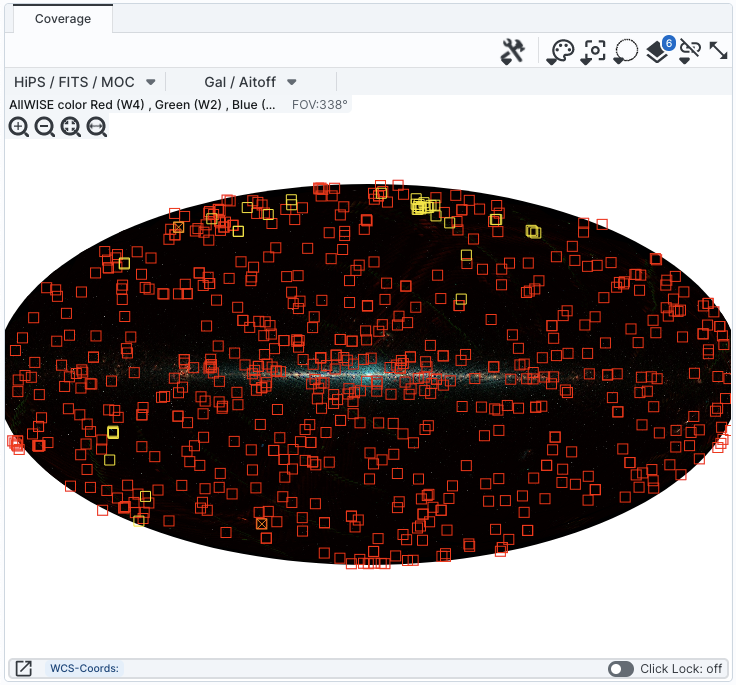 Coverage
6
HiPS / FITS / MOC Gal / Aitoff
AllWISE color Red (W4) , Green (W2) , Blue (... FOV:338°
WCS-Coords: Click Lock: off